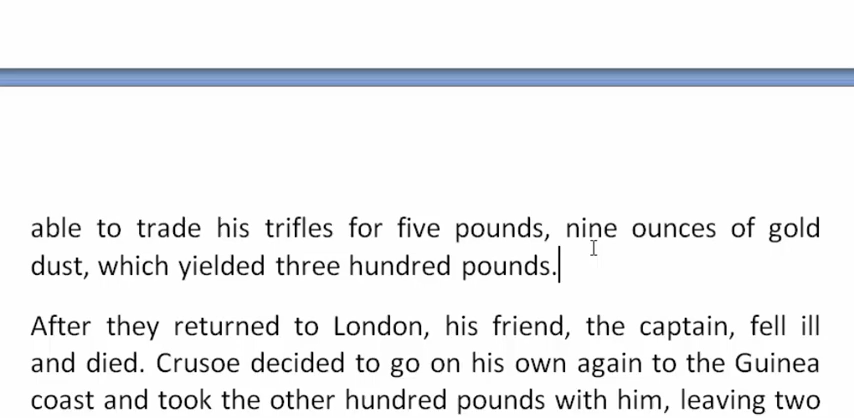 able to trade his trifles for five pounds, nine ounces of gold
dust, which yielded three hundred pounds.
After they returned to London, his friend, the captain, fell ill
and died. Crusoe decided to go on his own again to the Guinea
coast and took the other hundred pounds with him, leaving two